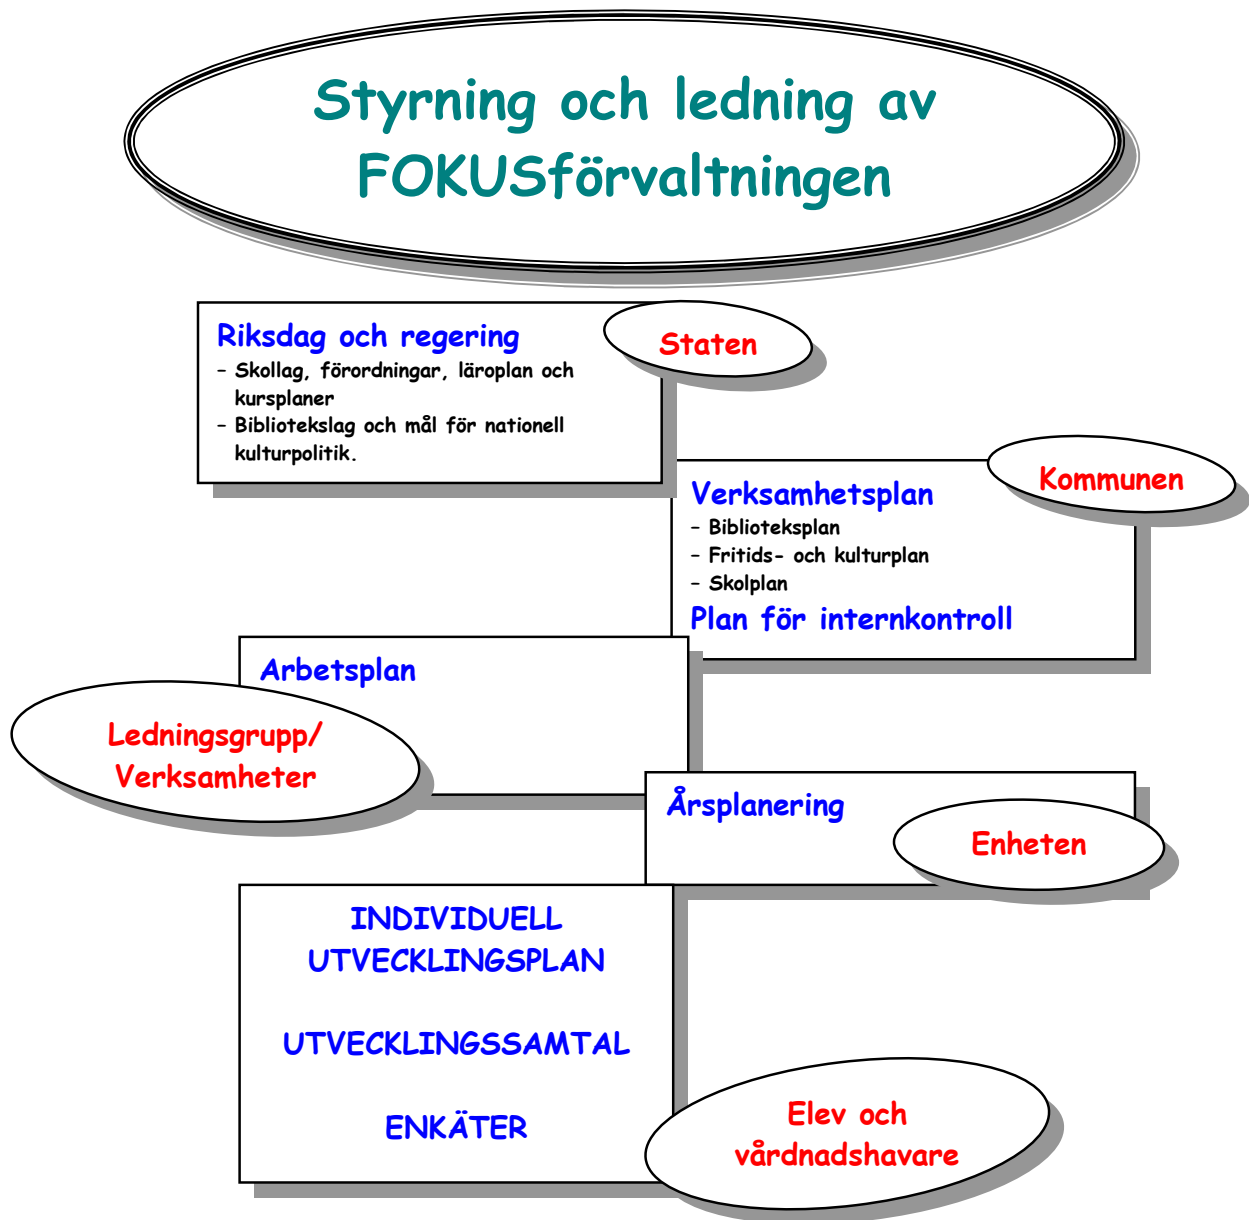 Styrning och ledning av
FOKUSförvaltningen
Riksdag och regering
- Skollag, förordningar, läroplan och
kursplaner
- Bibliotekslag och mål för nationell
kulturpolitik.
Staten
Verksamhetsplan
- Biblioteksplan
- Fritids- och kulturplan
- Skolplan
Plan för internkontroll
Kommunen
Arbetsplan
Ledningsgrupp/
Verksamheter
Årsplanering
Enheten
INDIVIDUELL
UTVECKLINGSPLAN
UTVECKLINGSSAMTAL
ENKÄTER
Elev och
vårdnadshavare